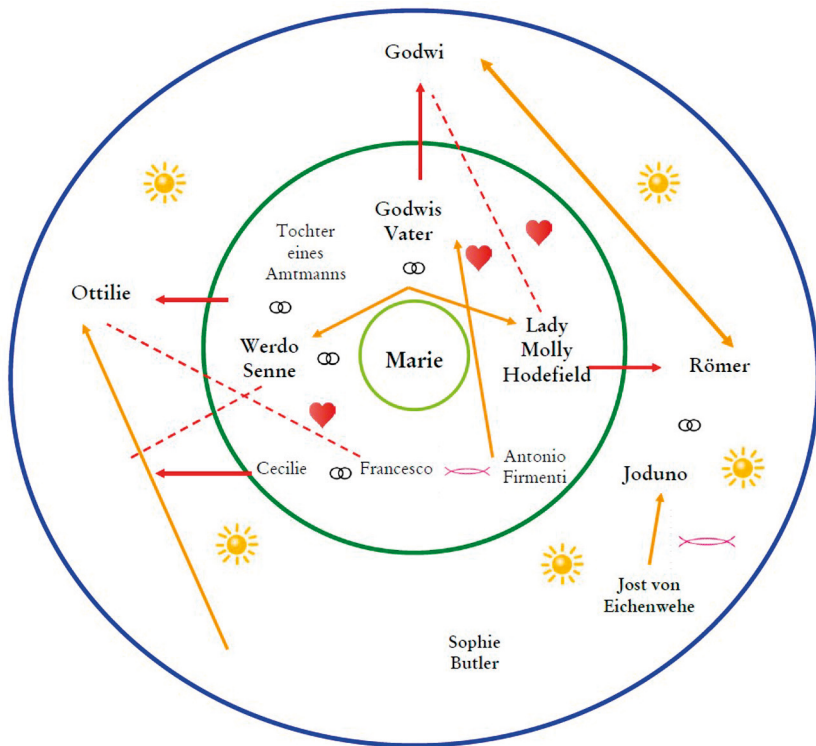 Godwi
Godwis
Vater
Tochter
eines
Amtmanns
Ottilie
Lady
Molly
Hodefield
Werdo
Senne
Marie
Römer
Cecilie
Francesco
Antonio
Firmenti
Joduno
Jost von
Eichenwehe
Sophie
Butler